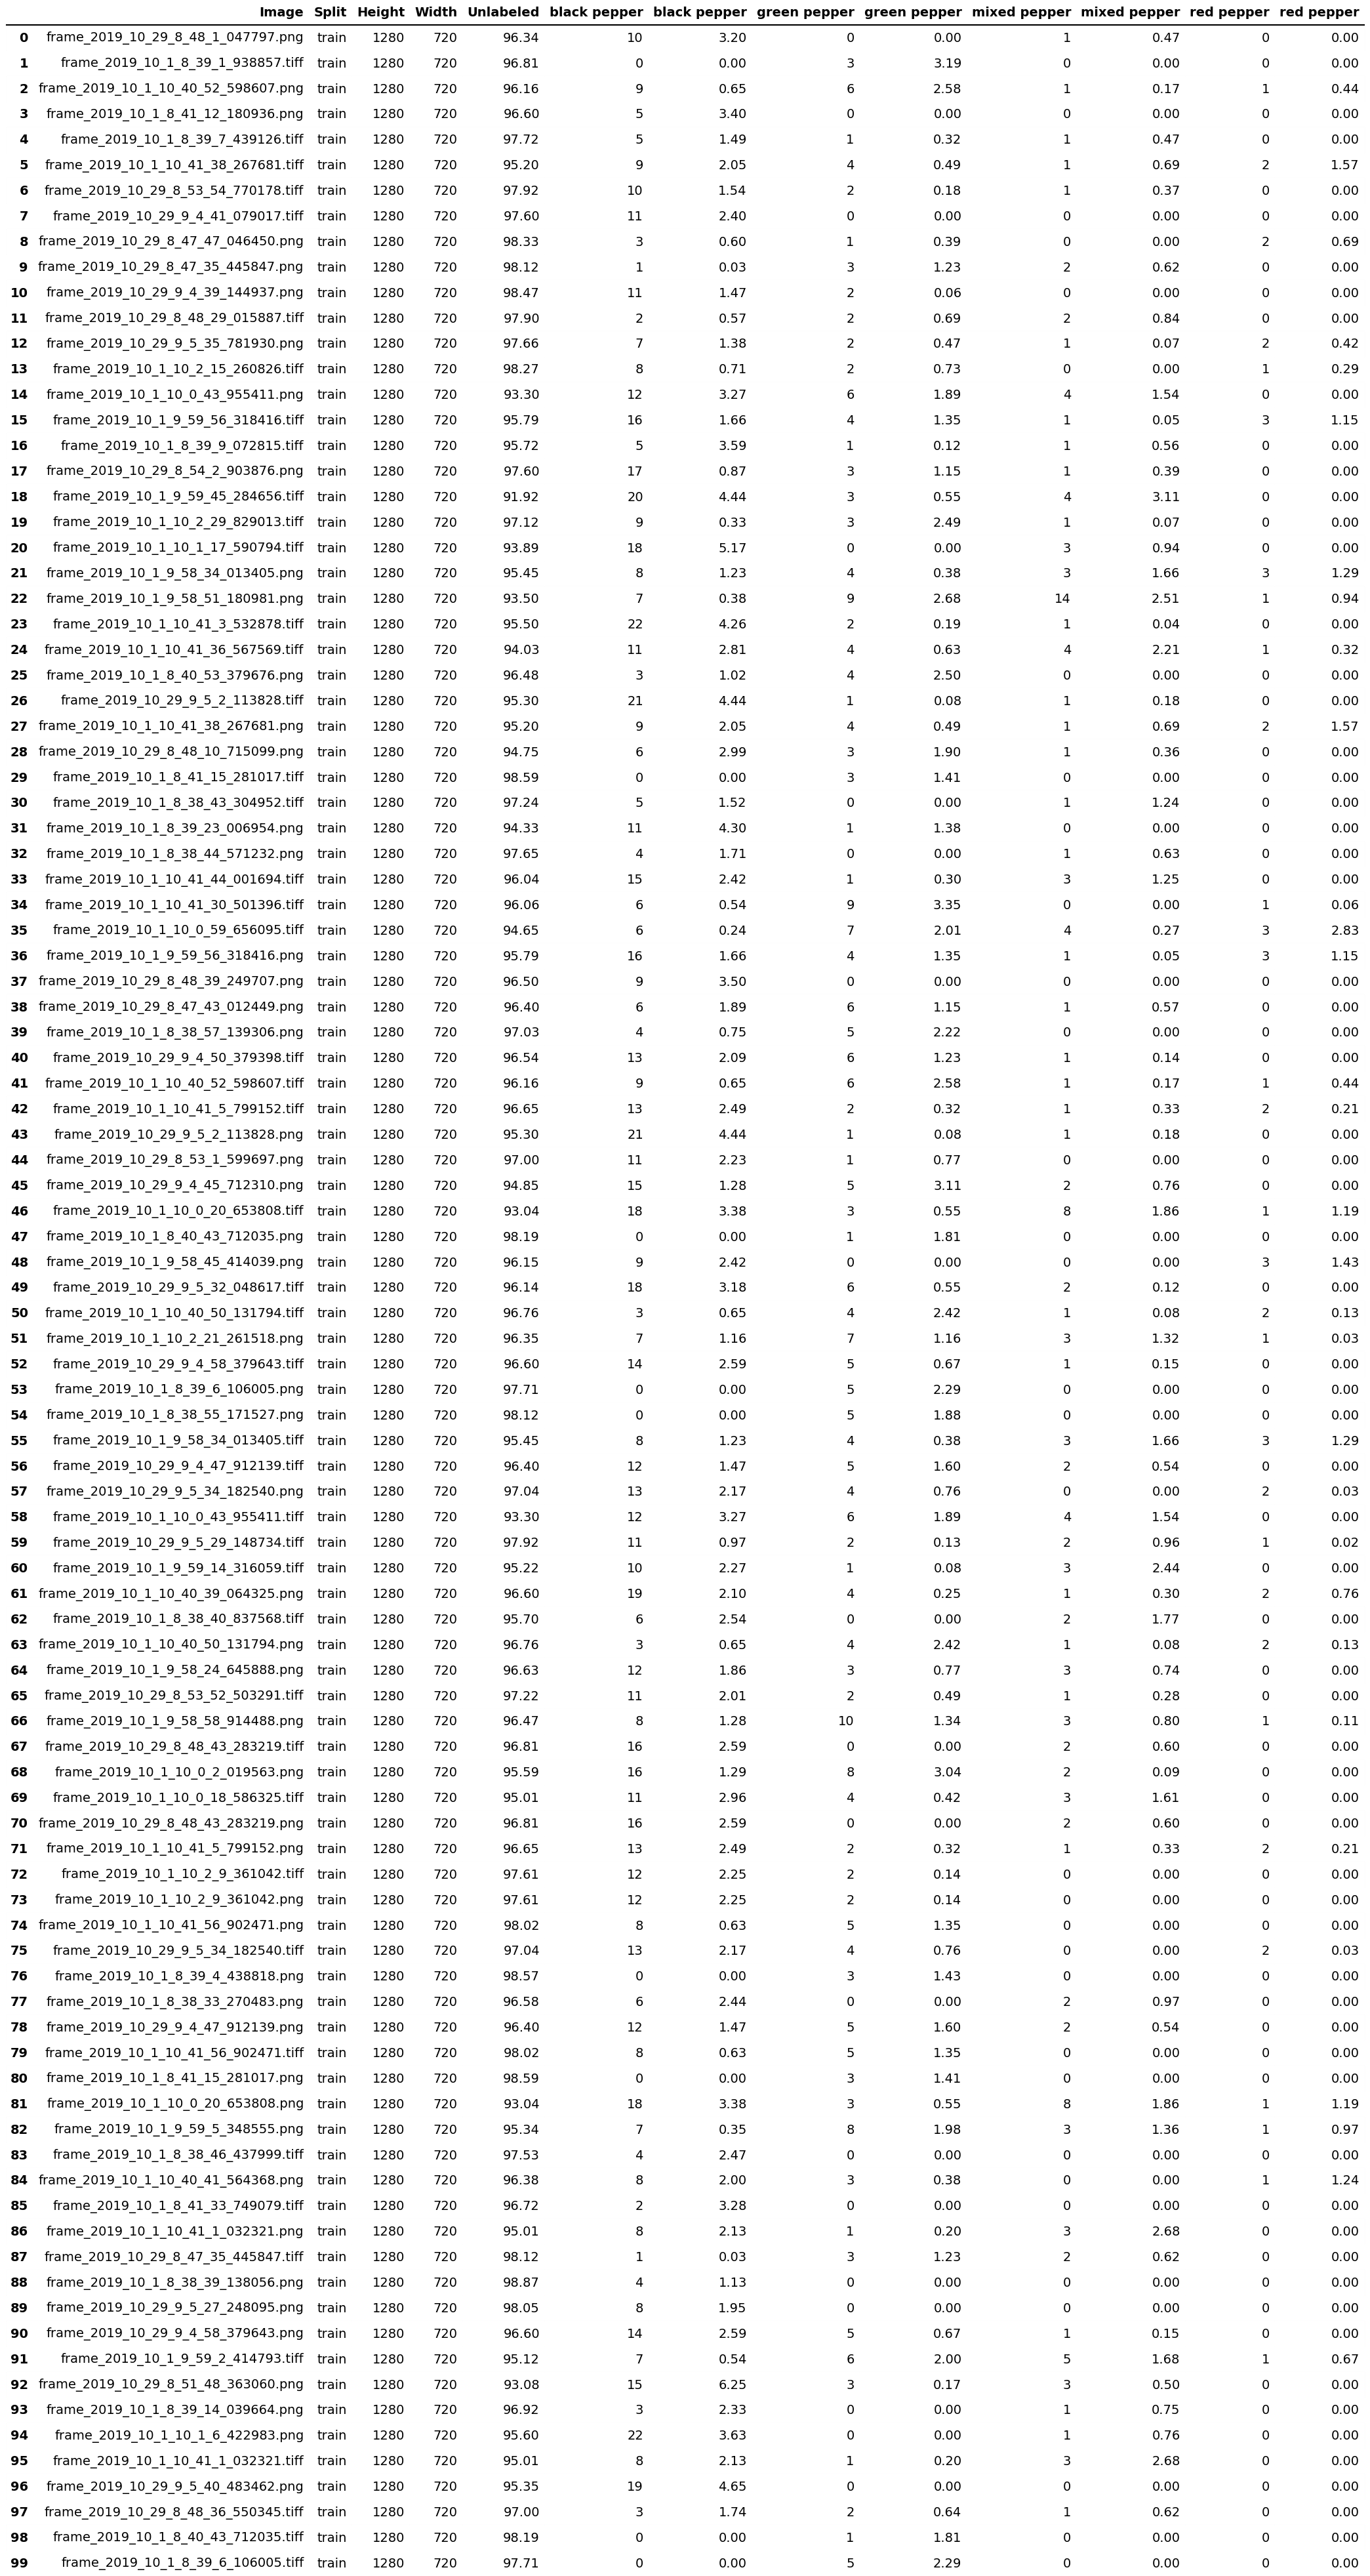 Image Split Height Width Unlabeled black pepper black pepper green pepper green pepper mixed pepper mixed pepper red pepper red pepper
0 frame_2019_10_29_8_48_1_047797.png train 1280 720 96.34 10 3.20 0 0.00 1 0.47 0 0.00
1 frame_2019_10_1_8_39_1_938857.tiff train 1280 720 96.81 0 0.00 3 3.19 0 0.00 0 0.00
2 frame_2019_10_1_10_40_52_598607.png train 1280 720 96.16 9 0.65 6 2.58 1 0.17 1 0.44
3 frame_2019_10_1_8_41_12_180936.png train 1280 720 96.60 5 3.40 0 0.00 0 0.00 0 0.00
4 frame_2019_10_1_8_39_7_439126.tiff train 1280 720 97.72 5 1.49 1 0.32 1 0.47 0 0.00
5 frame_2019_10_1_10_41_38_267681.tiff train 1280 720 95.20 9 2.05 4 0.49 1 0.69 2 1.57
6 frame_2019_10_29_8_53_54_770178.tiff train 1280 720 97.92 10 1.54 2 0.18 1 0.37 0 0.00
7 frame_2019_10_29_9_4_41_079017.tiff train 1280 720 97.60 11 2.40 0 0.00 0 0.00 0 0.00
8 frame_2019_10_29_8_47_47_046450.png train 1280 720 98.33 3 0.60 1 0.39 0 0.00 2 0.69
9 frame_2019_10_29_8_47_35_445847.png train 1280 720 98.12 1 0.03 3 1.23 2 0.62 0 0.00
10 frame_2019_10_29_9_4_39_144937.png train 1280 720 98.47 11 1.47 2 0.06 0 0.00 0 0.00
11 frame_2019_10_29_8_48_29_015887.tiff train 1280 720 97.90 2 0.57 2 0.69 2 0.84 0 0.00
12 frame_2019_10_29_9_5_35_781930.png train 1280 720 97.66 7 1.38 2 0.47 1 0.07 2 0.42
13 frame_2019_10_1_10_2_15_260826.tiff train 1280 720 98.27 8 0.71 2 0.73 0 0.00 1 0.29
14 frame_2019_10_1_10_0_43_955411.png train 1280 720 93.30 12 3.27 6 1.89 4 1.54 0 0.00
15 frame_2019_10_1_9_59_56_318416.tiff train 1280 720 95.79 16 1.66 4 1.35 1 0.05 3 1.15
16 frame_2019_10_1_8_39_9_072815.tiff train 1280 720 95.72 5 3.59 1 0.12 1 0.56 0 0.00
17 frame_2019_10_29_8_54_2_903876.png train 1280 720 97.60 17 0.87 3 1.15 1 0.39 0 0.00
18 frame_2019_10_1_9_59_45_284656.tiff train 1280 720 91.92 20 4.44 3 0.55 4 3.11 0 0.00
19 frame_2019_10_1_10_2_29_829013.tiff train 1280 720 97.12 9 0.33 3 2.49 1 0.07 0 0.00
20 frame_2019_10_1_10_1_17_590794.tiff train 1280 720 93.89 18 5.17 0 0.00 3 0.94 0 0.00
21 frame_2019_10_1_9_58_34_013405.png train 1280 720 95.45 8 1.23 4 0.38 3 1.66 3 1.29
22 frame_2019_10_1_9_58_51_180981.png train 1280 720 93.50 7 0.38 9 2.68 14 2.51 1 0.94
23 frame_2019_10_1_10_41_3_532878.tiff train 1280 720 95.50 22 4.26 2 0.19 1 0.04 0 0.00
24 frame_2019_10_1_10_41_36_567569.tiff train 1280 720 94.03 11 2.81 4 0.63 4 2.21 1 0.32
25 frame_2019_10_1_8_40_53_379676.png train 1280 720 96.48 3 1.02 4 2.50 0 0.00 0 0.00
26 frame_2019_10_29_9_5_2_113828.tiff train 1280 720 95.30 21 4.44 1 0.08 1 0.18 0 0.00
27 frame_2019_10_1_10_41_38_267681.png train 1280 720 95.20 9 2.05 4 0.49 1 0.69 2 1.57
28 frame_2019_10_29_8_48_10_715099.png train 1280 720 94.75 6 2.99 3 1.90 1 0.36 0 0.00
29 frame_2019_10_1_8_41_15_281017.tiff train 1280 720 98.59 0 0.00 3 1.41 0 0.00 0 0.00
30 frame_2019_10_1_8_38_43_304952.tiff train 1280 720 97.24 5 1.52 0 0.00 1 1.24 0 0.00
31 frame_2019_10_1_8_39_23_006954.png train 1280 720 94.33 11 4.30 1 1.38 0 0.00 0 0.00
32 frame_2019_10_1_8_38_44_571232.png train 1280 720 97.65 4 1.71 0 0.00 1 0.63 0 0.00
33 frame_2019_10_1_10_41_44_001694.tiff train 1280 720 96.04 15 2.42 1 0.30 3 1.25 0 0.00
34 frame_2019_10_1_10_41_30_501396.tiff train 1280 720 96.06 6 0.54 9 3.35 0 0.00 1 0.06
35 frame_2019_10_1_10_0_59_656095.tiff train 1280 720 94.65 6 0.24 7 2.01 4 0.27 3 2.83
36 frame_2019_10_1_9_59_56_318416.png train 1280 720 95.79 16 1.66 4 1.35 1 0.05 3 1.15
37 frame_2019_10_29_8_48_39_249707.png train 1280 720 96.50 9 3.50 0 0.00 0 0.00 0 0.00
38 frame_2019_10_29_8_47_43_012449.png train 1280 720 96.40 6 1.89 6 1.15 1 0.57 0 0.00
39 frame_2019_10_1_8_38_57_139306.png train 1280 720 97.03 4 0.75 5 2.22 0 0.00 0 0.00
40 frame_2019_10_29_9_4_50_379398.tiff train 1280 720 96.54 13 2.09 6 1.23 1 0.14 0 0.00
41 frame_2019_10_1_10_40_52_598607.tiff train 1280 720 96.16 9 0.65 6 2.58 1 0.17 1 0.44
42 frame_2019_10_1_10_41_5_799152.tiff train 1280 720 96.65 13 2.49 2 0.32 1 0.33 2 0.21
43 frame_2019_10_29_9_5_2_113828.png train 1280 720 95.30 21 4.44 1 0.08 1 0.18 0 0.00
44 frame_2019_10_29_8_53_1_599697.png train 1280 720 97.00 11 2.23 1 0.77 0 0.00 0 0.00
45 frame_2019_10_29_9_4_45_712310.png train 1280 720 94.85 15 1.28 5 3.11 2 0.76 0 0.00
46 frame_2019_10_1_10_0_20_653808.tiff train 1280 720 93.04 18 3.38 3 0.55 8 1.86 1 1.19
47 frame_2019_10_1_8_40_43_712035.png train 1280 720 98.19 0 0.00 1 1.81 0 0.00 0 0.00
48 frame_2019_10_1_9_58_45_414039.png train 1280 720 96.15 9 2.42 0 0.00 0 0.00 3 1.43
49 frame_2019_10_29_9_5_32_048617.tiff train 1280 720 96.14 18 3.18 6 0.55 2 0.12 0 0.00
50 frame_2019_10_1_10_40_50_131794.tiff train 1280 720 96.76 3 0.65 4 2.42 1 0.08 2 0.13
51 frame_2019_10_1_10_2_21_261518.png train 1280 720 96.35 7 1.16 7 1.16 3 1.32 1 0.03
52 frame_2019_10_29_9_4_58_379643.tiff train 1280 720 96.60 14 2.59 5 0.67 1 0.15 0 0.00
53 frame_2019_10_1_8_39_6_106005.png train 1280 720 97.71 0 0.00 5 2.29 0 0.00 0 0.00
54 frame_2019_10_1_8_38_55_171527.png train 1280 720 98.12 0 0.00 5 1.88 0 0.00 0 0.00
55 frame_2019_10_1_9_58_34_013405.tiff train 1280 720 95.45 8 1.23 4 0.38 3 1.66 3 1.29
56 frame_2019_10_29_9_4_47_912139.tiff train 1280 720 96.40 12 1.47 5 1.60 2 0.54 0 0.00
57 frame_2019_10_29_9_5_34_182540.png train 1280 720 97.04 13 2.17 4 0.76 0 0.00 2 0.03
58 frame_2019_10_1_10_0_43_955411.tiff train 1280 720 93.30 12 3.27 6 1.89 4 1.54 0 0.00
59 frame_2019_10_29_9_5_29_148734.png train 1280 720 97.92 11 0.97 2 0.13 2 0.96 1 0.02
60 frame_2019_10_1_9_59_14_316059.tiff train 1280 720 95.22 10 2.27 1 0.08 3 2.44 0 0.00
61 frame_2019_10_1_10_40_39_064325.png train 1280 720 96.60 19 2.10 4 0.25 1 0.30 2 0.76
62 frame_2019_10_1_8_38_40_837568.tiff train 1280 720 95.70 6 2.54 0 0.00 2 1.77 0 0.00
63 frame_2019_10_1_10_40_50_131794.png train 1280 720 96.76 3 0.65 4 2.42 1 0.08 2 0.13
64 frame_2019_10_1_9_58_24_645888.png train 1280 720 96.63 12 1.86 3 0.77 3 0.74 0 0.00
65 frame_2019_10_29_8_53_52_503291.tiff train 1280 720 97.22 11 2.01 2 0.49 1 0.28 0 0.00
66 frame_2019_10_1_9_58_58_914488.png train 1280 720 96.47 8 1.28 10 1.34 3 0.80 1 0.11
67 frame_2019_10_29_8_48_43_283219.tiff train 1280 720 96.81 16 2.59 0 0.00 2 0.60 0 0.00
68 frame_2019_10_1_10_0_2_019563.png train 1280 720 95.59 16 1.29 8 3.04 2 0.09 0 0.00
69 frame_2019_10_1_10_0_18_586325.tiff train 1280 720 95.01 11 2.96 4 0.42 3 1.61 0 0.00
70 frame_2019_10_29_8_48_43_283219.png train 1280 720 96.81 16 2.59 0 0.00 2 0.60 0 0.00
71 frame_2019_10_1_10_41_5_799152.png train 1280 720 96.65 13 2.49 2 0.32 1 0.33 2 0.21
72 frame_2019_10_1_10_2_9_361042.tiff train 1280 720 97.61 12 2.25 2 0.14 0 0.00 0 0.00
73 frame_2019_10_1_10_2_9_361042.png train 1280 720 97.61 12 2.25 2 0.14 0 0.00 0 0.00
74 frame_2019_10_1_10_41_56_902471.png train 1280 720 98.02 8 0.63 5 1.35 0 0.00 0 0.00
75 frame_2019_10_29_9_5_34_182540.tiff train 1280 720 97.04 13 2.17 4 0.76 0 0.00 2 0.03
76 frame_2019_10_1_8_39_4_438818.png train 1280 720 98.57 0 0.00 3 1.43 0 0.00 0 0.00
77 frame_2019_10_1_8_38_33_270483.png train 1280 720 96.58 6 2.44 0 0.00 2 0.97 0 0.00
78 frame_2019_10_29_9_4_47_912139.png train 1280 720 96.40 12 1.47 5 1.60 2 0.54 0 0.00
79 frame_2019_10_1_10_41_56_902471.tiff train 1280 720 98.02 8 0.63 5 1.35 0 0.00 0 0.00
80 frame_2019_10_1_8_41_15_281017.png train 1280 720 98.59 0 0.00 3 1.41 0 0.00 0 0.00
81 frame_2019_10_1_10_0_20_653808.png train 1280 720 93.04 18 3.38 3 0.55 8 1.86 1 1.19
82 frame_2019_10_1_9_59_5_348555.png train 1280 720 95.34 7 0.35 8 1.98 3 1.36 1 0.97
83 frame_2019_10_1_8_38_46_437999.tiff train 1280 720 97.53 4 2.47 0 0.00 0 0.00 0 0.00
84 frame_2019_10_1_10_40_41_564368.png train 1280 720 96.38 8 2.00 3 0.38 0 0.00 1 1.24
85 frame_2019_10_1_8_41_33_749079.tiff train 1280 720 96.72 2 3.28 0 0.00 0 0.00 0 0.00
86 frame_2019_10_1_10_41_1_032321.png train 1280 720 95.01 8 2.13 1 0.20 3 2.68 0 0.00
87 frame_2019_10_29_8_47_35_445847.tiff train 1280 720 98.12 1 0.03 3 1.23 2 0.62 0 0.00
88 frame_2019_10_1_8_38_39_138056.png train 1280 720 98.87 4 1.13 0 0.00 0 0.00 0 0.00
89 frame_2019_10_29_9_5_27_248095.png train 1280 720 98.05 8 1.95 0 0.00 0 0.00 0 0.00
90 frame_2019_10_29_9_4_58_379643.png train 1280 720 96.60 14 2.59 5 0.67 1 0.15 0 0.00
91 frame_2019_10_1_9_59_2_414793.tiff train 1280 720 95.12 7 0.54 6 2.00 5 1.68 1 0.67
92 frame_2019_10_29_8_51_48_363060.png train 1280 720 93.08 15 6.25 3 0.17 3 0.50 0 0.00
93 frame_2019_10_1_8_39_14_039664.png train 1280 720 96.92 3 2.33 0 0.00 1 0.75 0 0.00
94 frame_2019_10_1_10_1_6_422983.png train 1280 720 95.60 22 3.63 0 0.00 1 0.76 0 0.00
95 frame_2019_10_1_10_41_1_032321.tiff train 1280 720 95.01 8 2.13 1 0.20 3 2.68 0 0.00
96 frame_2019_10_29_9_5_40_483462.png train 1280 720 95.35 19 4.65 0 0.00 0 0.00 0 0.00
97 frame_2019_10_29_8_48_36_550345.tiff train 1280 720 97.00 3 1.74 2 0.64 1 0.62 0 0.00
98 frame_2019_10_1_8_40_43_712035.tiff train 1280 720 98.19 0 0.00 1 1.81 0 0.00 0 0.00
99 frame_2019_10_1_8_39_6_106005.tiff train 1280 720 97.71 0 0.00 5 2.29 0 0.00 0 0.00